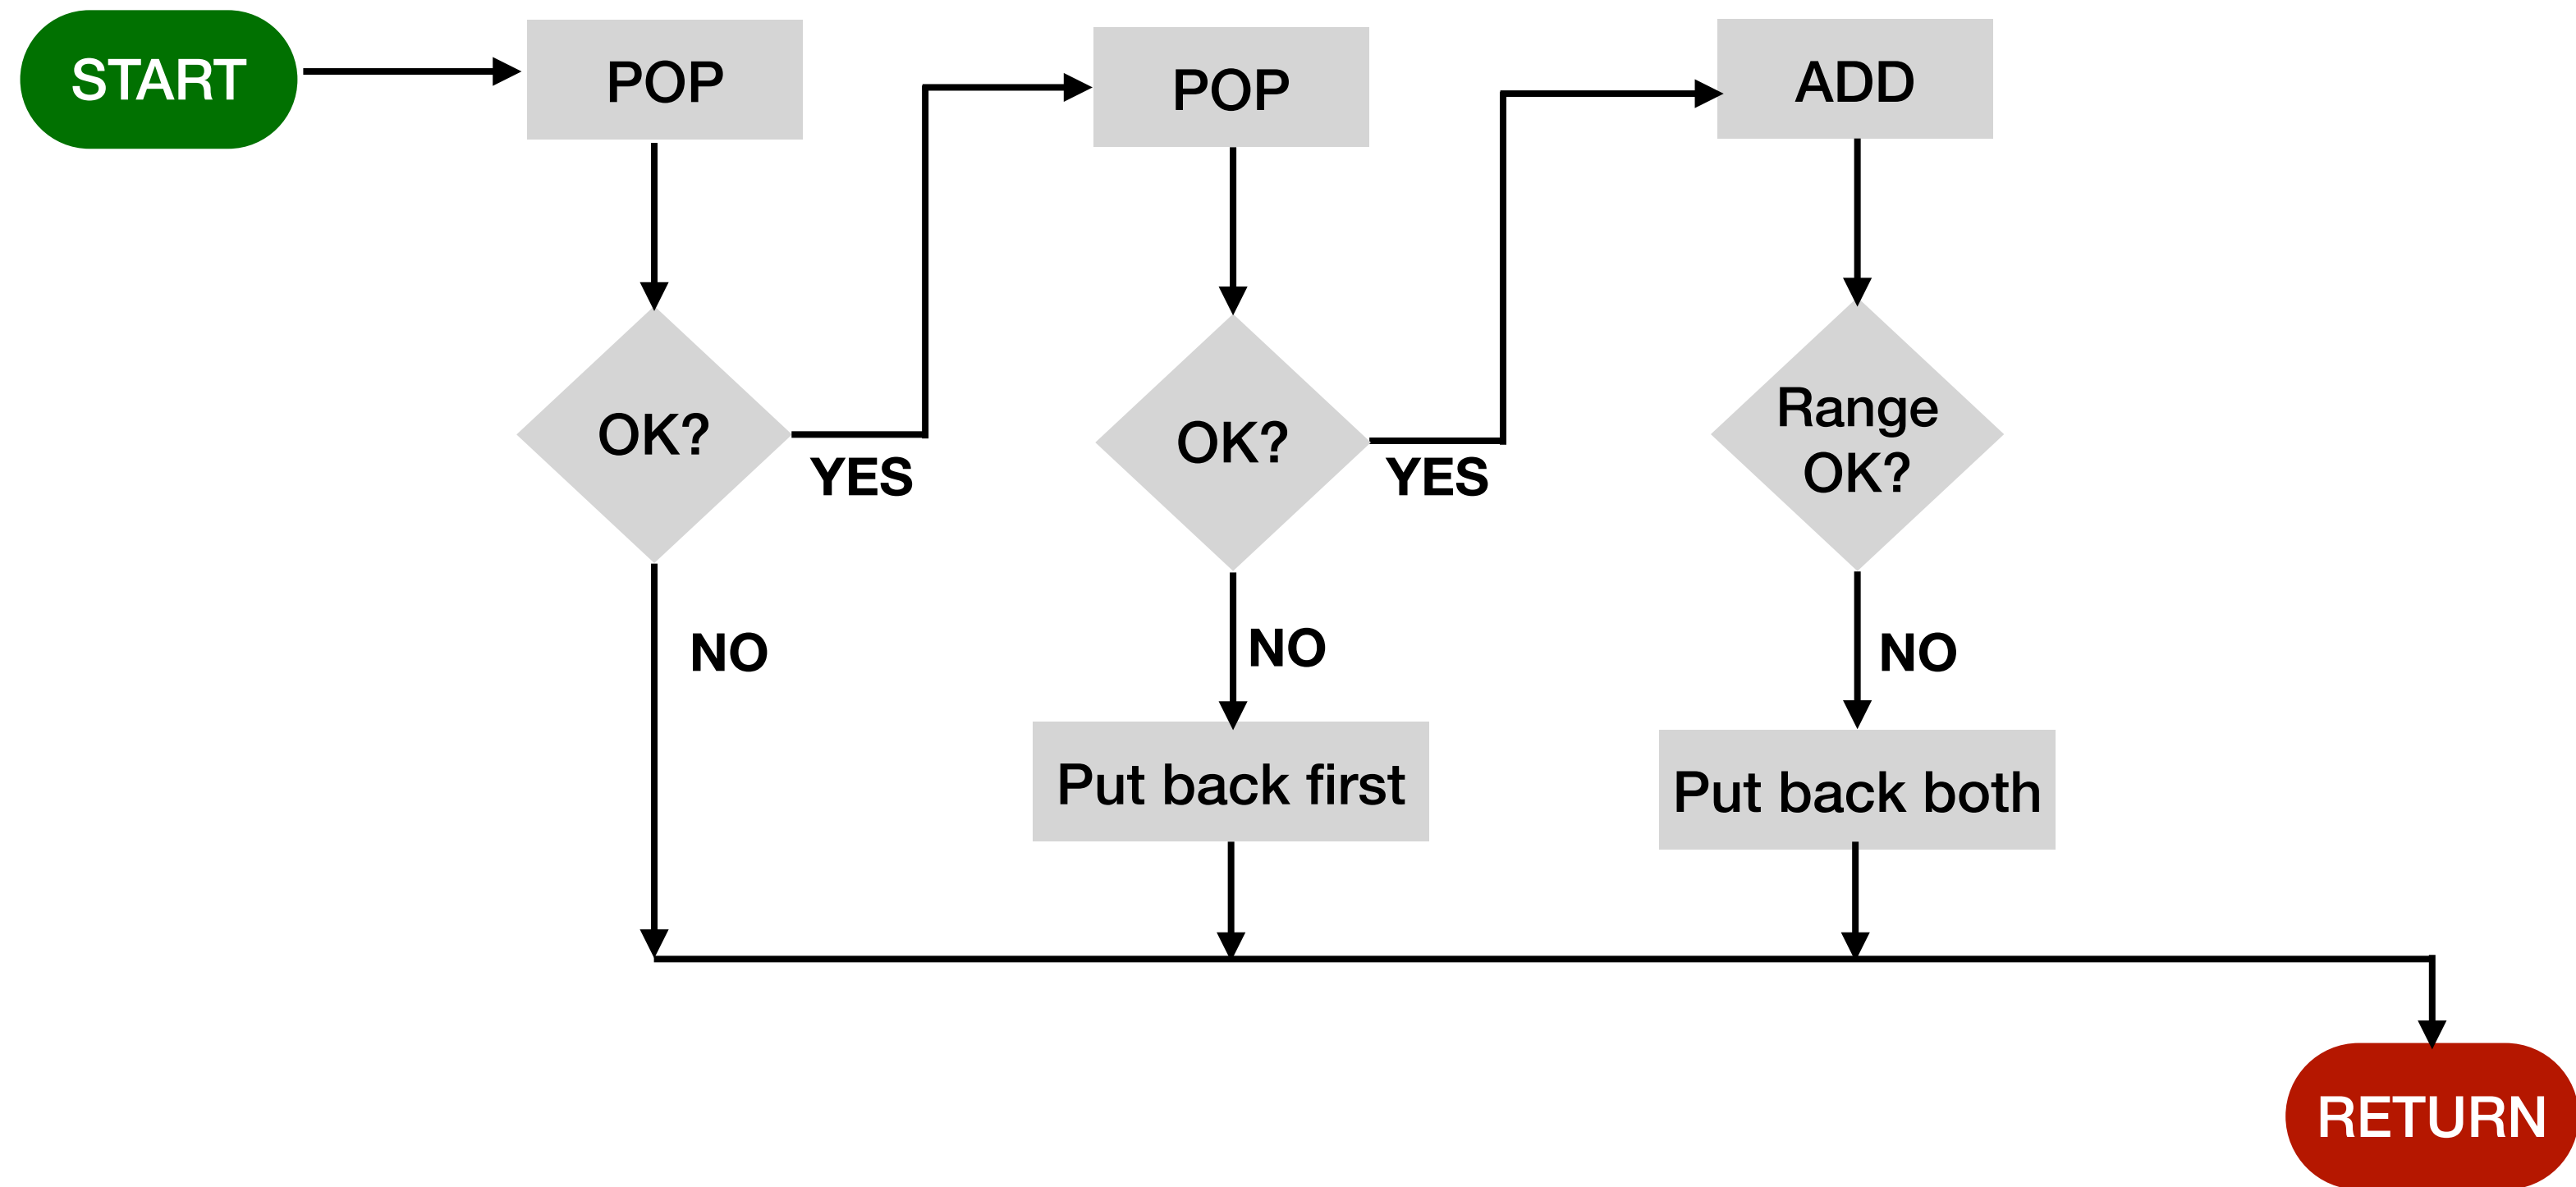 START
POP
POP
ADD
OK?
OK?
Range
OK?
YES
YES
NO
NO
NO
Put back first
Put back both
RETURN